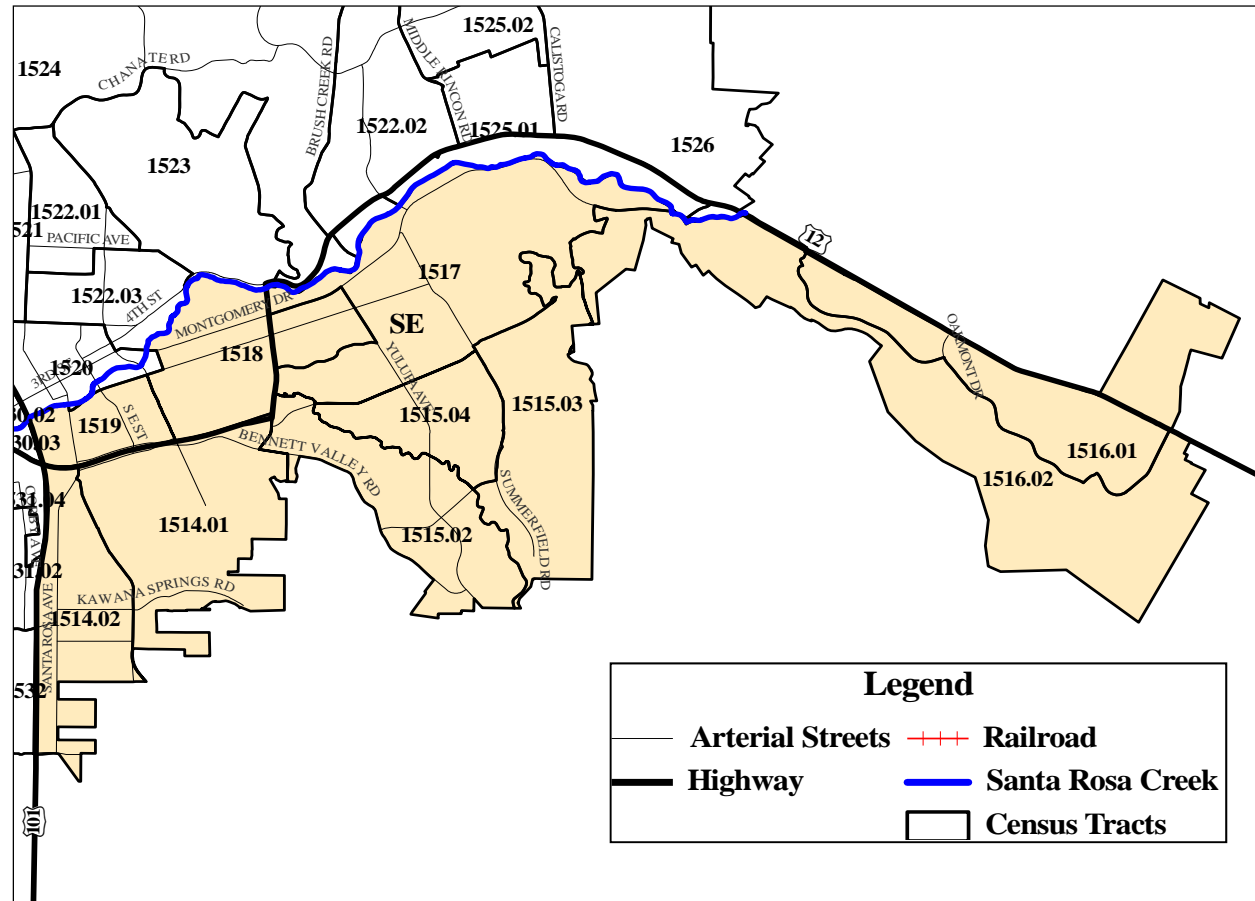 1525.02
1524
CHANATE RD
BRUSH CREEK RD
MIDDLE RINCON RD
CALISTOGA RD
1522.02
1525.01
1526
1523
1522.01
521
PACIFIC AVE
12
1517
1522.03
4TH ST
MONTGOMERY DR
SE
OAKMONT DR
1518
3RD ST
1520
YULUPA AVE
1515.04
1515.03
30.02
1519
S E ST
30.03
BENNETT VALLEY RD
1516.01
1516.02
SUMMERFIELD RD
31.04
1514.01
1515.02
31.02
KAWANA SPRINGS RD
1514.02
SANTA ROSA AVE
532
101
Legend
Arterial Streets
Railroad
Highway
Santa Rosa Creek
Census Tracts